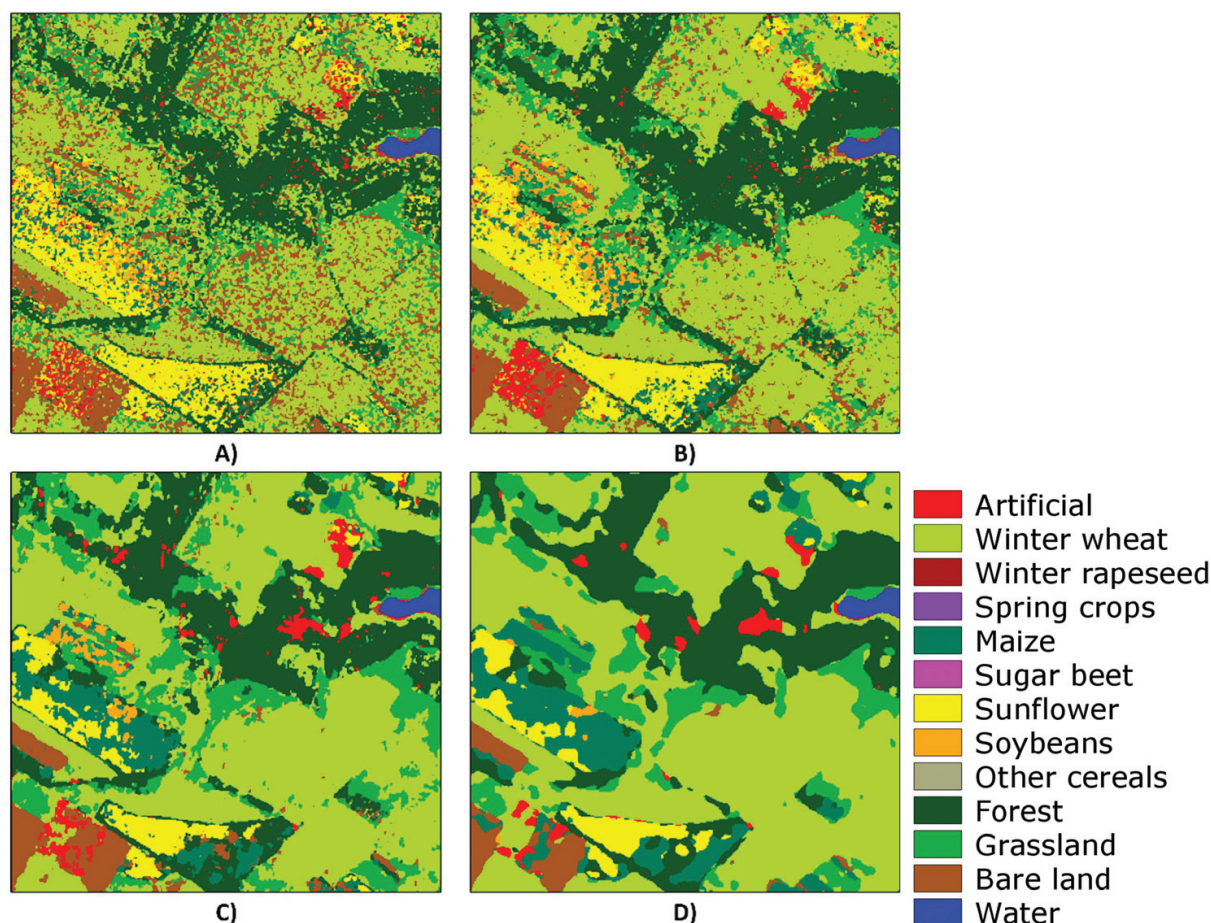 A)
B)
C)
D)
Artificial
Winter wheat
Winter rapeseed
Spring crops
Maize
Sugar beet
Sunflower
Soybeans
Other cereals
Forest
Grassland
Bare land
Water